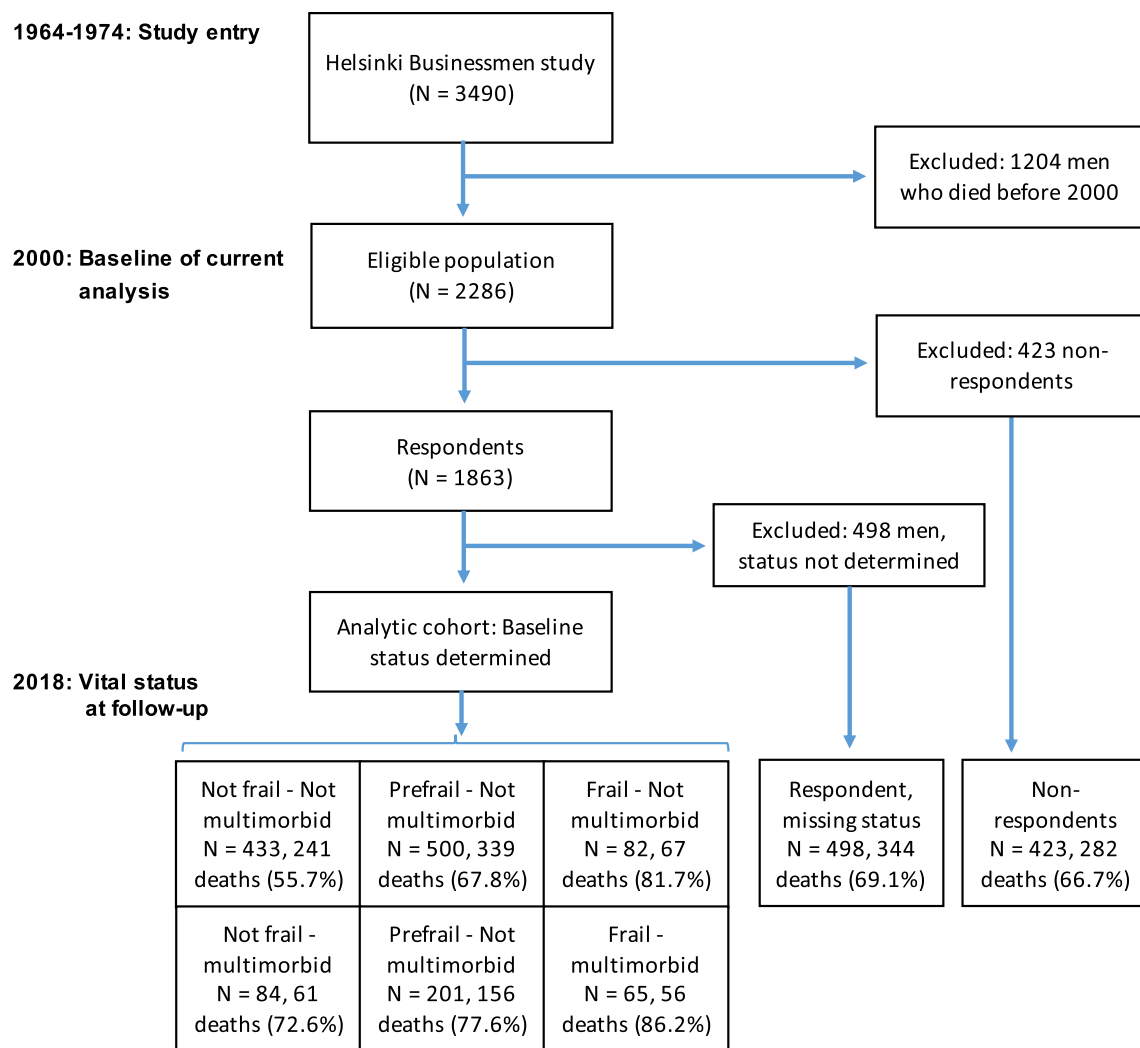 1964-1974: Study entry
Helsinki Businessmen study
(N = 3490)
Excluded: 1204 men
who died before 2000
2000: Baseline of current
analysis
Eligible population
(N = 2286)
Excluded: 423 non-
respondents
Respondents
(N = 1863)
Excluded: 498 men,
status not determined
Analytic cohort: Baseline
status determined
2018: Vital status
at follow-up
Not frail - Not
multimorbid
N = 433, 241
deaths (55.7%)
Prefrail - Not
multimorbid
N = 500, 339
deaths (67.8%)
Frail - Not
multimorbid
N = 82, 67
deaths (81.7%)
Respondent,
missing status
N = 498, 344
deaths (69.1%)
Non-
respondents
N = 423, 282
deaths (66.7%)
Not frail -
multimorbid
N = 84, 61
deaths (72.6%)
Prefrail - Not
multimorbid
N = 201, 156
deaths (77.6%)
Frail -
multimorbid
N = 65, 56
deaths (86.2%)